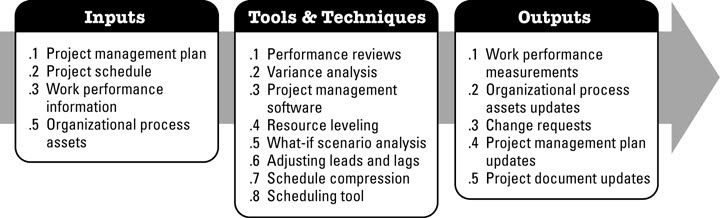 Inputs
.1 Project management plan
.2 Project schedule
.3 Work performance
information
.5 Organizational process
assets
Tools & Techniques
.1 Performance reviews
.2 Variance analysis
.3 Project management
software
.4 Resource leveling
.5 What-if scenario analysis
.6 Adjusting leads and lags
.7 Schedule compression
.8 Scheduling tool
Outputs
.1 Work performance
measurements
.2 Organizational process
assets updates
.3 Change requests
.4 Project management plan
updates
.5 Project document updates